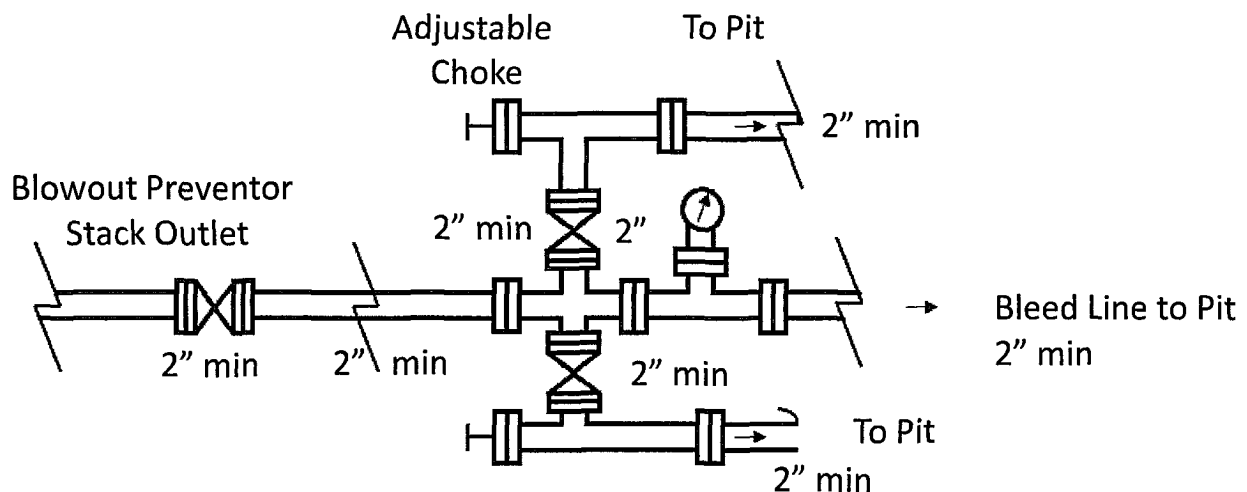 Adjustable
Choke
To Pit
2” min
Blowout Preventor
Stack Outlet
2” min
2”
Bleed Line to Pit
2” min
2” min
2” min
2” min
To Pit
2” min